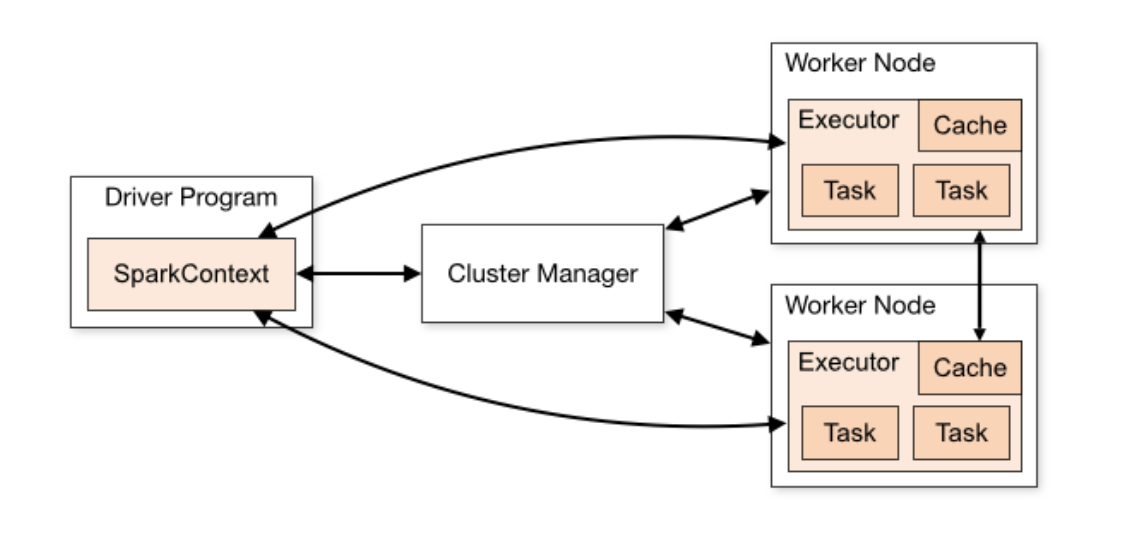 Driver Program
SparkContext
Cluster Manager
Worker Node
Executor
Cache
Task
Task
Worker Node
Executor
Cache
Task
Task